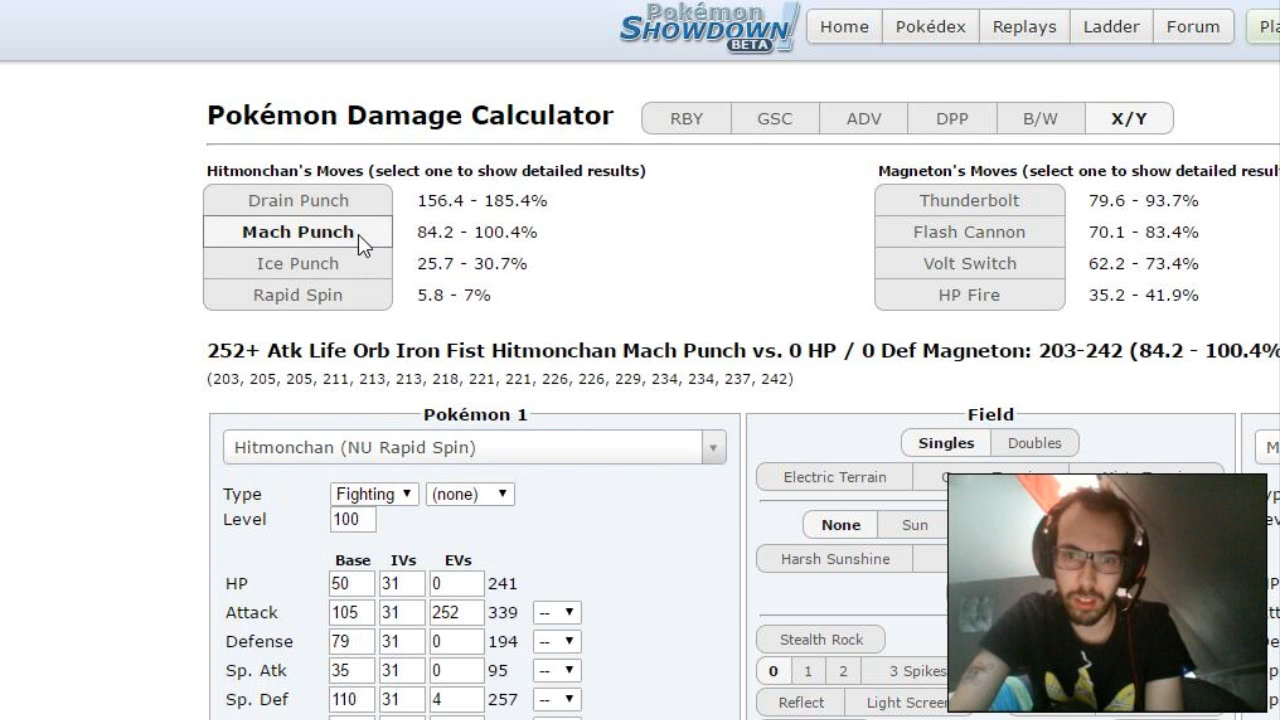 Pokémon
SHOWDOWN
BETA
Home Pokédex Replays Ladder Forum
Pokémon Damage Calculator RBY GSC ADV DPP B/W X/Y
Hitmonchan's Moves (select one to show detailed results)
Drain Punch 156.4 - 185.4%
Mach Punch 84.2 - 100.4%
Ice Punch 25.7 - 30.7%
Rapid Spin 5.8 - 7%
Magneton's Moves (select one to show detailed
Thunderbolt 79.6 - 93.7%
Flash Cannon 70.1 - 83.4%
Volt Switch 62.2 - 73.4%
HP Fire 35.2 - 41.9%
252+ Atk Life Orb Iron Fist Hitmonchan Mach Punch vs. 0 HP / 0 Def Magneton: 203-242 (84.2 - 100.4%
(203, 205, 205, 211, 213, 213, 218, 221, 221, 226, 226, 229, 234, 234, 237, 242)
Pokémon 1
Hitmonchan (NU Rapid Spin)
Type Fighting (none)
Level 100
Base IVs EVs
HP 50 31 0 241
Attack 105 31 252 339 --
Defense 79 31 0 194 --
Sp. Atk 35 31 0 95 --
Sp. Def 110 31 4 257 --
Field
Singles Doubles
Electric Terrain
None Sun
Harsh Sunshine
Stealth Rock
0 1 2 3 Spikes
Reflect Light Screen